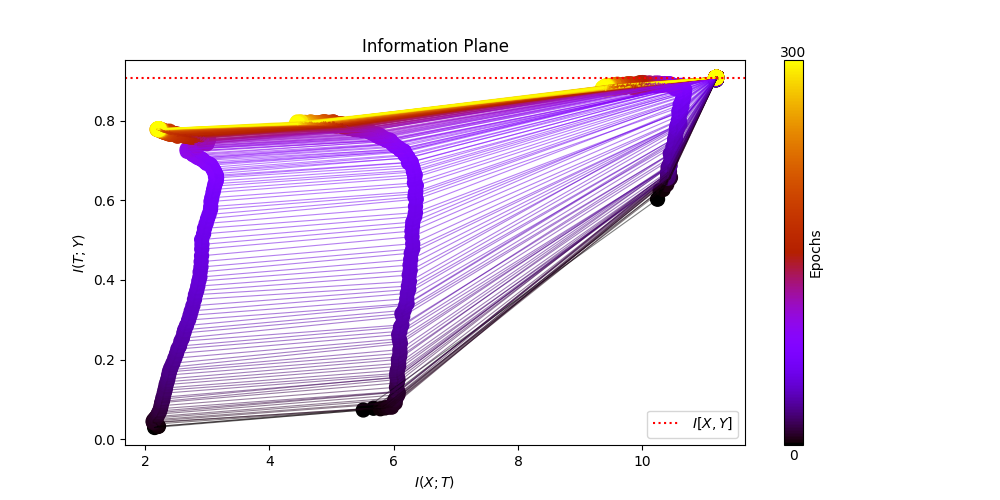 Information Plane
300
0.8
0.6
0.4
0.2
0.0
I(T; Y)
Epochs
I[X, Y]
0
2 4 6 8 10
I(X; T)